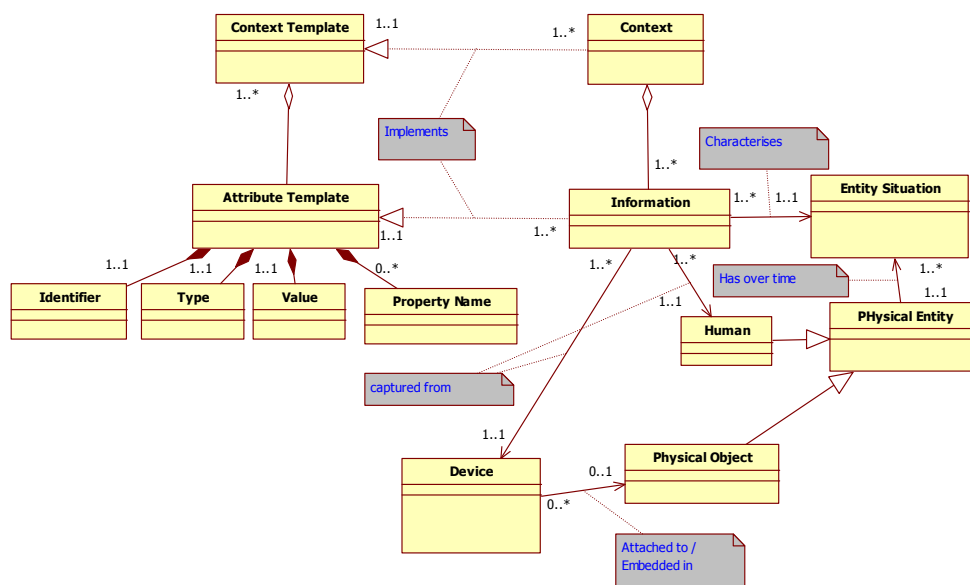 Context Template
1..1
1..*
Context
1..*
Implements
Characterises
1..*
Attribute Template
1..1
Information
1..*
1..*
1..1
Entity Situation
1..*
1..*
1..*
1..1
1..1
1..1
0..*
Has over time
1..*
1..1
Identifier
Type
Value
Property Name
1..1
Human
PHysical Entity
captured from
1..1
Device
0..*
0..1
Physical Object
Attached to /
Embedded in